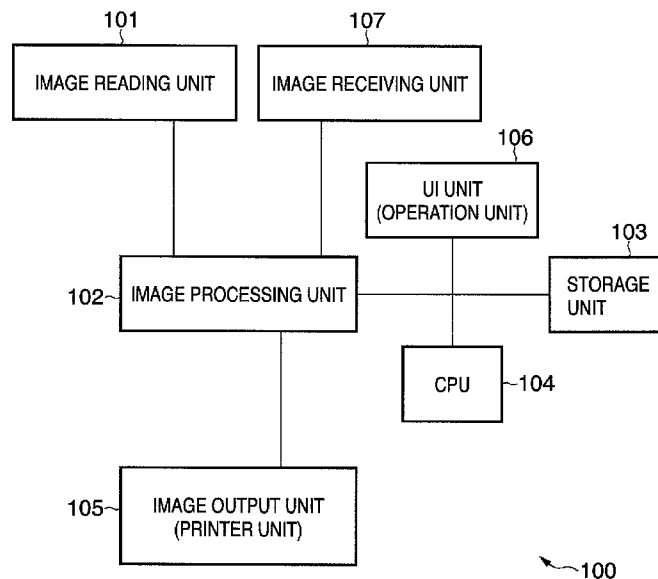 101
107
IMAGE READING UNIT
IMAGE RECEIVING UNIT
106
UI UNIT
(OPERATION UNIT)
103
102
IMAGE PROCESSING UNIT
STORAGE
UNIT
CPU
104
105
IMAGE OUTPUT UNIT
(PRINTER UNIT)
100